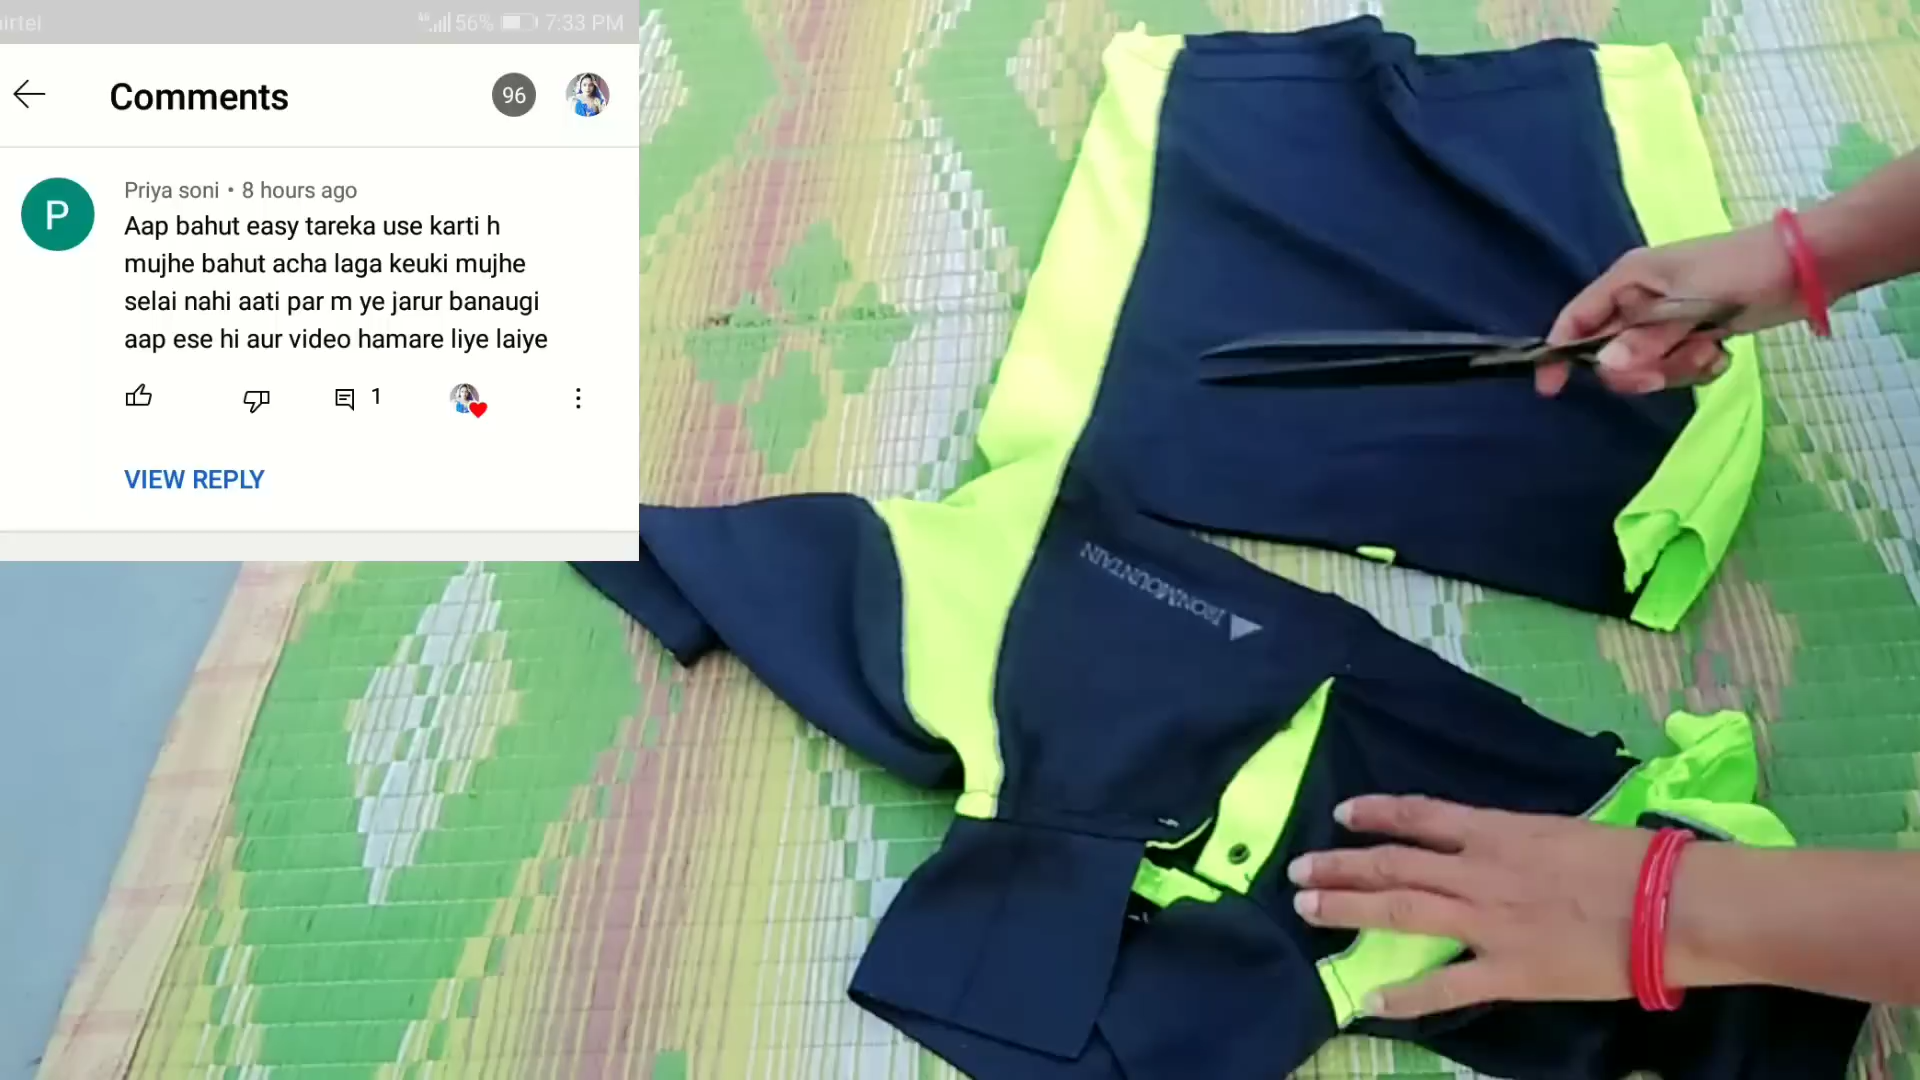 irtel
4G 56% 7:33 PM
Comments
96
P
Priya soni • 8 hours ago
Aap bahut easy tareka use karti h
mujhe bahut acha laga keuki mujhe
selai nahi aati par m ye jarur banaugi
aap ese hi aur video hamare liye laiye
1
VIEW REPLY
IRONMOUNTAIN